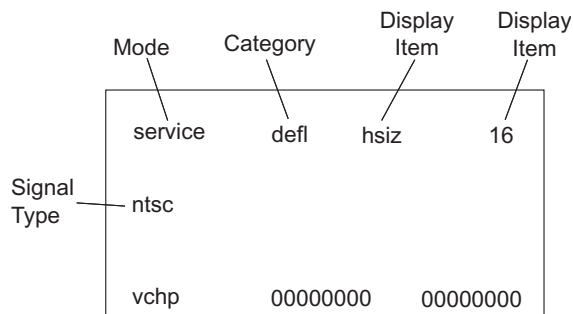 Mode Category Display Item Display Item
service defl hsiz 16
Signal Type ntsc
vchp 00000000 00000000